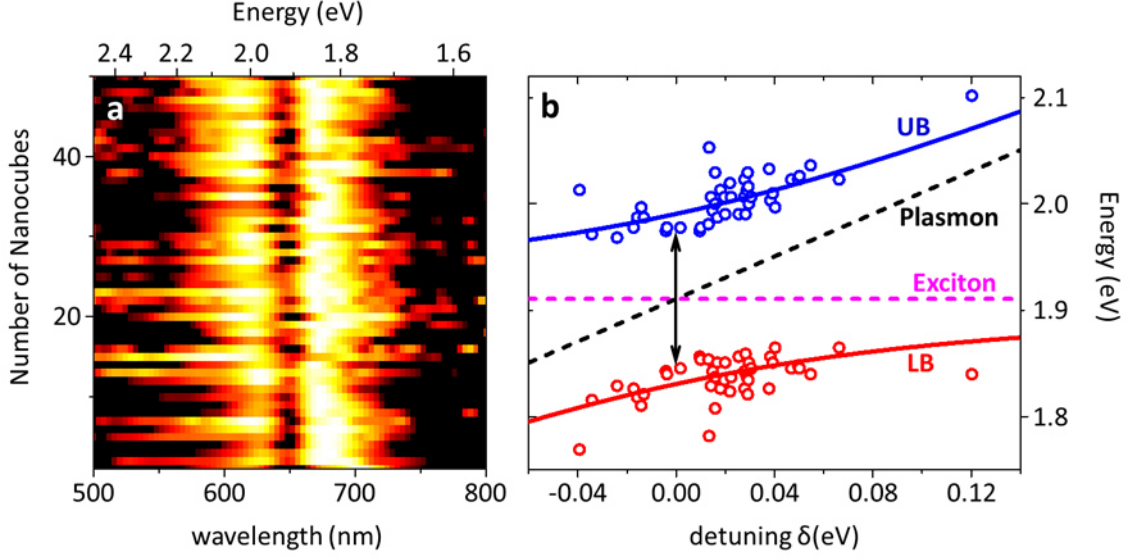 Energy (eV)
2.4 2.2 2.0 1.8 1.6
a
Number of Nanocubes
40
20
500 600 700 800
wavelength (nm)
b
UB
Plasmon
Exciton
LB
2.1
2.0
1.9
1.8
Energy (eV)
-0.04 0.00 0.04 0.08 0.12
detuning δ(eV)